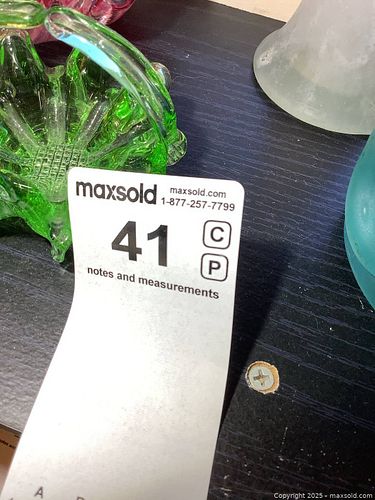 maxsold maxsold.com
1-877-257-7799
41 C
P
notes and measurements
A
Copyright 2025 - maxsold.com